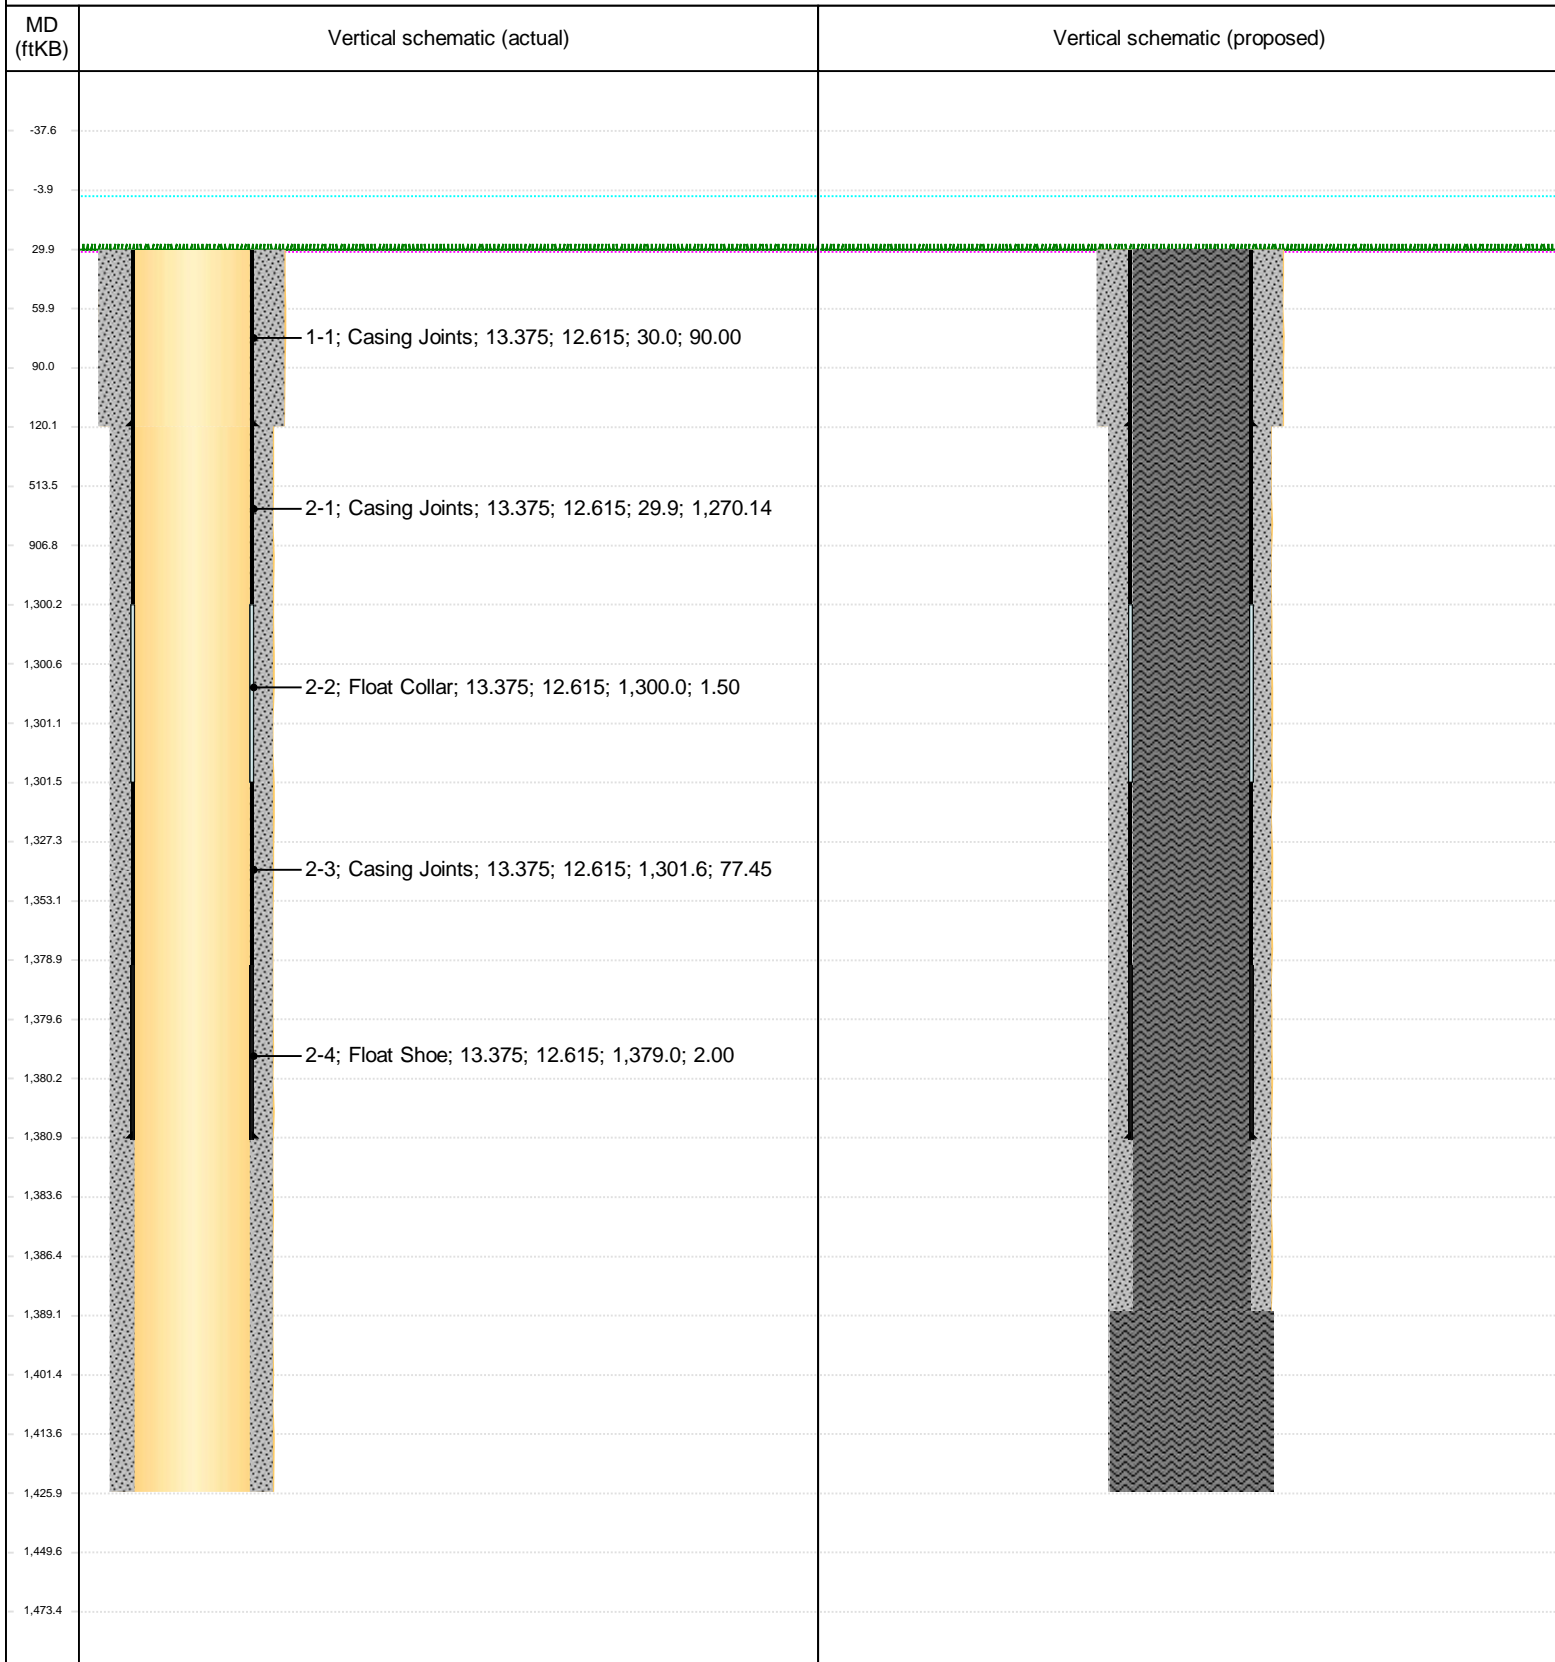 MD
(ftKB)
Vertical schematic (actual)
Vertical schematic (proposed)
-37.6
-3.9
29.9
59.9
1-1; Casing Joints; 13.375; 12.615; 30.0; 90.00
90.0
120.1
513.5
2-1; Casing Joints; 13.375; 12.615; 29.9; 1,270.14
906.8
1,300.2
1,300.6
2-2; Float Collar; 13.375; 12.615; 1,300.0; 1.50
1,301.1
1,301.5
1,327.3
2-3; Casing Joints; 13.375; 12.615; 1,301.6; 77.45
1,353.1
1,378.9
1,379.6
2-4; Float Shoe; 13.375; 12.615; 1,379.0; 2.00
1,380.2
1,380.9
1,383.6
1,386.4
1,389.1
1,401.4
1,413.6
1,425.9
1,449.6
1,473.4